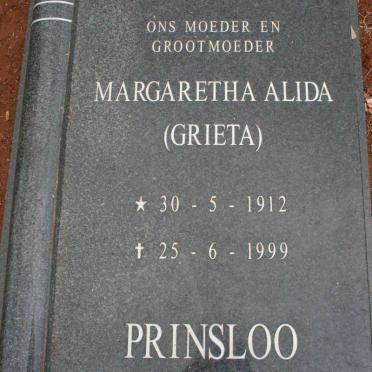 ONS MOEDER EN
GROOTMOEDER
MARGARETHA ALIDA
(GRIETA)
★ 30 - 5 - 1912
✝ 25 - 6 - 1999
PRINSLOO